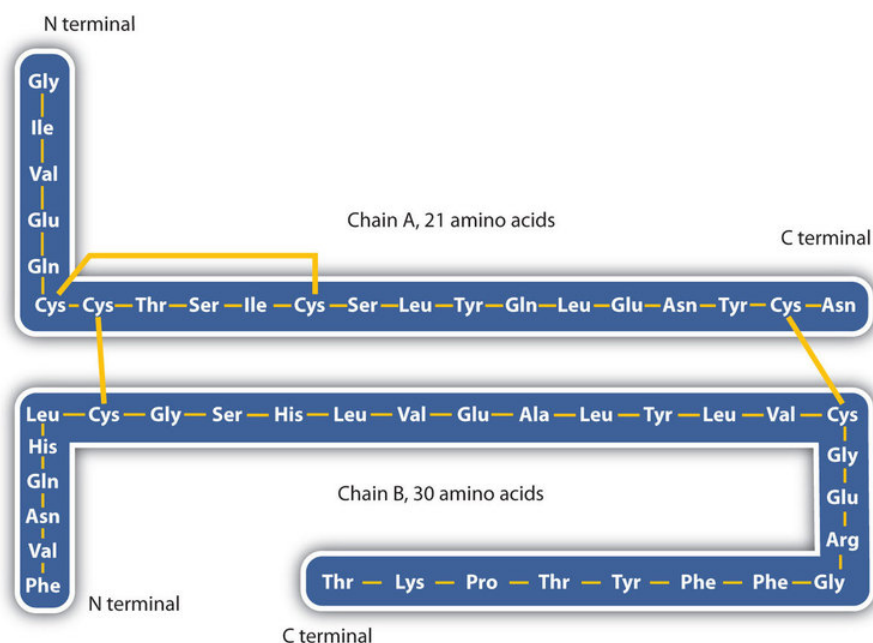 N terminal
Gly
Ile
Val
Glu
Gln
Chain A, 21 amino acids
C terminal
Cys Cys Thr Ser Ile Cys Ser Leu Tyr Gln Leu Glu Asn Tyr Cys Asn
Leu Cys Gly Ser His Leu Val Glu Ala Leu Tyr Leu Val Cys
His
Gln
Asn
Val
Phe
N terminal
Chain B, 30 amino acids
Gly
Glu
Arg
Thr Lys Pro Thr Tyr Phe Phe Gly
C terminal